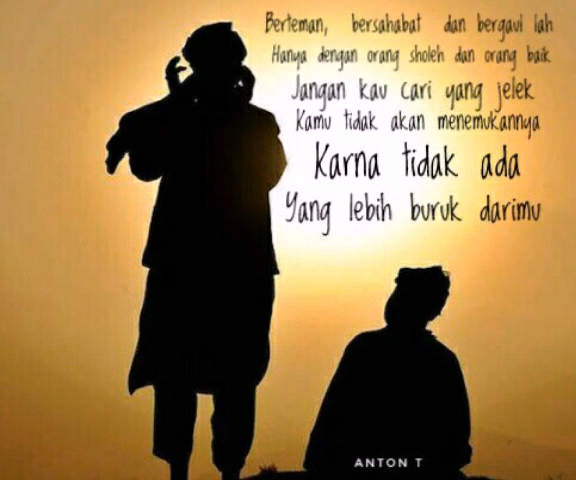 Berteman, bersahabat dan bergaul lah
Hanya dengan orang sholeh dan orang baik
Jangan kau cari yang jelek
Kamu tidak akan menemukannya
Karna tidak ada
Yang lebih buruk darimu
ANTON T